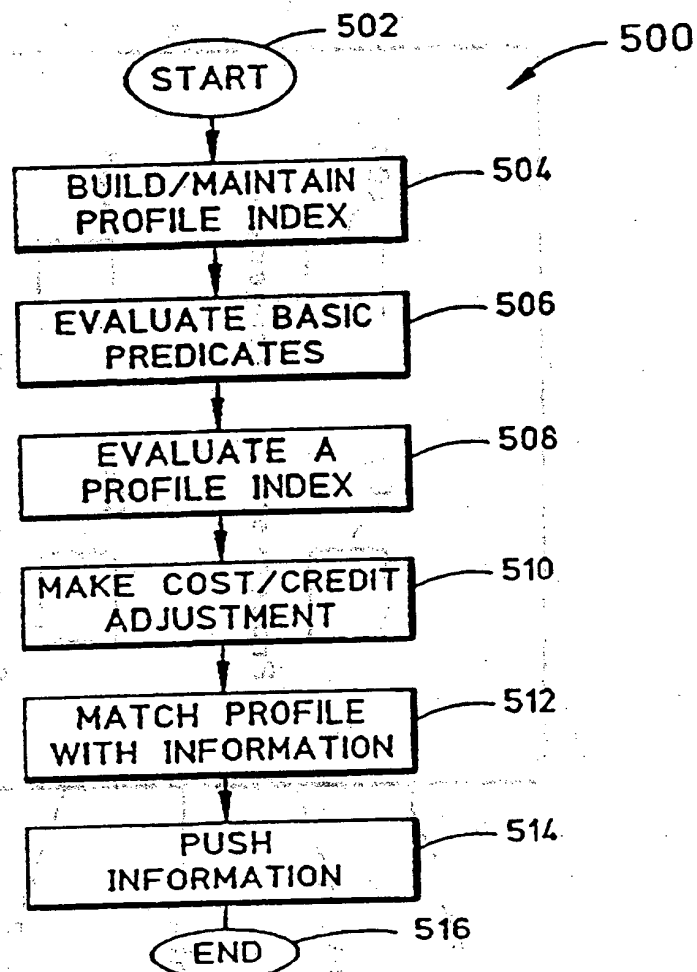 502
500
START
BUILD/MAINTAIN
PROFILE INDEX
504
EVALUATE BASIC
PREDICATES
506
EVALUATE A
PROFILE INDEX
508
MAKE COST/CREDIT
ADJUSTMENT
510
MATCH PROFILE
WITH INFORMATION
512
PUSH
INFORMATION
514
END
516